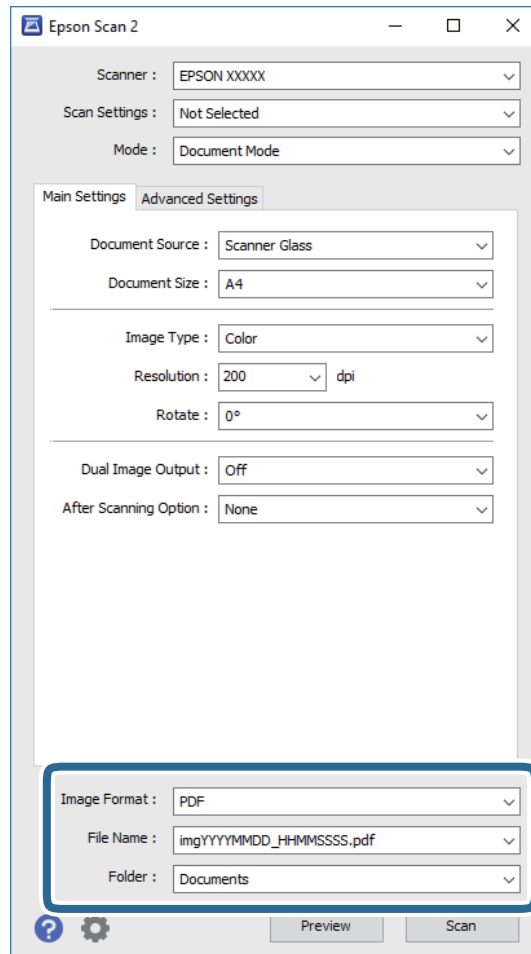 Epson Scan 2
Scanner : EPSON XXXXX
Scan Settings : Not Selected
Mode : Document Mode
Main Settings Advanced Settings
Document Source : Scanner Glass
Document Size : A4
Image Type : Color
Resolution : 200 dpi
Rotate : 0°
Dual Image Output : Off
After Scanning Option : None
Image Format : PDF
File Name : imgYYYYMMDD_HHMMSSSS.pdf
Folder : Documents
? Preview Scan